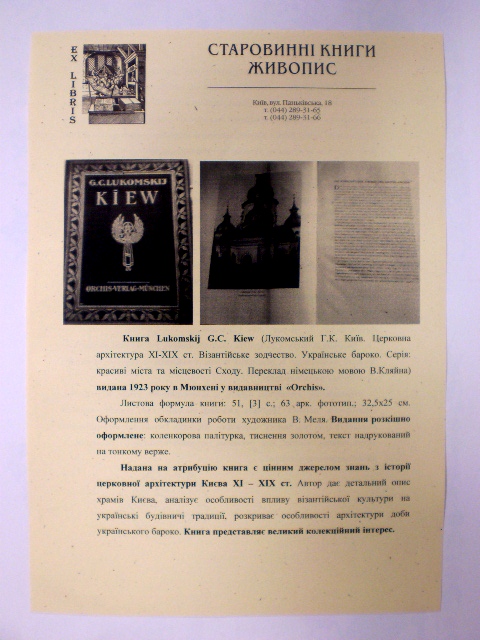 EX LIBRIS
СТАРОВИННІ КНИГИ
ЖИВОПИС
Київ, вул. Паньківська, 18
т. (044) 289-31-65
т. (044) 289-31-66
G.C.LUKOMSKIJ
KIEW
ORCHIS-VERLAG-MÜNCHEN
Книга Lukomskij G.C. Kiew (Лукомський Г.К. Київ. Церковна
архітектура XI-XIX ст. Візантійське зодчество. Українське бароко. Серія:
красиві міста та місцевості Сходу. Переклад німецькою мовою В.Кляйна)
видана 1923 року в Мюнхені у видавництві «Orchis».
Листова формула книги: 51, [3] с.; 63 арк. фототип.; 32,5х25 см.
Оформлення обкладинки роботи художника В. Меля. Видання розкішно
оформлене: коленкорова палітурка, тиснення золотом, текст надрукований
на тонкому верже.
Надана на атрибуцію книга є цінним джерелом знань з історії
церковної архітектури Києва XI – XIX ст. Автор дає детальний опис
храмів Києва, аналізує особливості впливу візантійської культури на
українські будівничі традиції, розкриває особливості архітектури доби
українського бароко. Книга представляє великий колекційний інтерес.